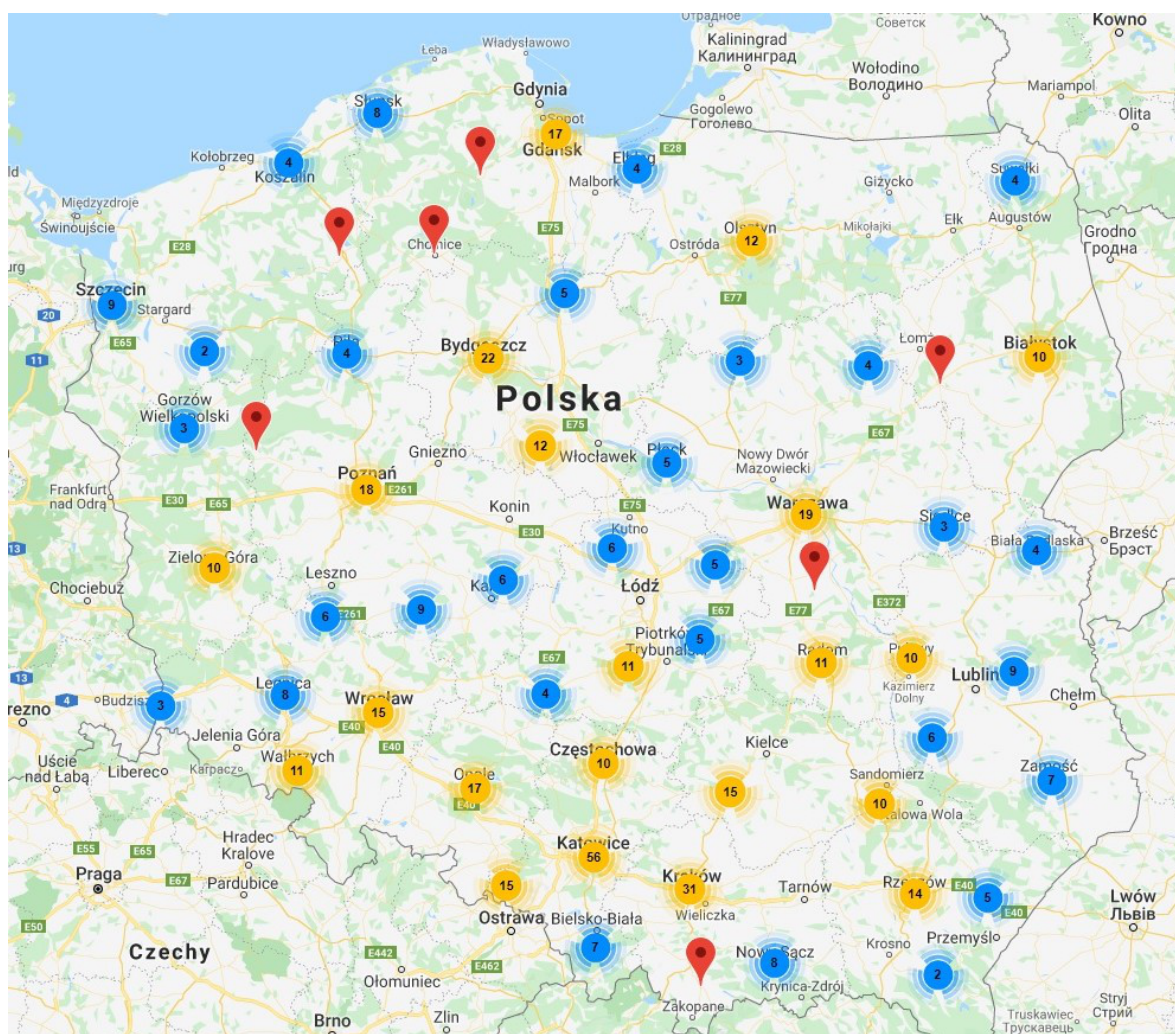 Отрадное
Советск
Kowno
Łeba
Władysławowo
Kaliningrad
Калининград
Wołodino
Володино
Mariampol
Słupsk
8
Gdynia
Sopot
17
Gdańsk
Gogolewo
Гоголево
Olita
Kołobrzeg
4
Koszalin
Elbląg
4
E28
Malbork
Giżycko
Suwałki
4
Augustów
Międzyzdroje
Świnoujście
E28
Chojnice
E75
Ostróda
Olsztyn
12
Mikołajki
Ełk
Grodno
Гродна
Szczecin
9
20
Stargard
E65
5
E77
11
2
Piła
4
Bydgoszcz
22
3
4
Łomża
Białystok
10
Polska
Gorzów
Wielkopolski
3
E75
E67
12
Włocławek
Gniezno
Płock
5
Nowy Dwór
Mazowiecki
Frankfurt
nad Odrą
E30
E65
Poznań
18
E261
Konin
E30
E75
Kutno
6
Warszawa
19
Siedlce
3
Biała Podlaska
4
Brześć
Брэст
13
Zielona Góra
10
Chociebuż
Leszno
6
E261
9
Kalisz
6
Łódź
5
E67
E77
E372
Piotrków
Trybunalski
5
11
E67
Radom
11
Puławy
10
Kazimierz
Dolny
Lublin
9
Chełm
13
4
Budziszyn
3
Legnica
8
Wrocław
15
4
E40
E40
Jelenia Góra
6
Uście
nad Łabą
Liberec
Karpacz
Wałbrzych
11
Częstochowa
10
Kielce
Opole
17
E40
15
Sandomierz
10
Stalowa Wola
Zamość
7
Hradec
Kralove
E55
E65
Praga
E67
Pardubice
Katowice
56
15
Kraków
31
Wieliczka
Tarnów
Rzeszów
14
E40
5
E40
Lwów
Львів
E50
Ostrawa
Bielsko-Biała
7
Przemyśl
Krosno
Czechy
E442
E462
Ołomuniec
Nowy Sącz
8
Krynica-Zdrój
2
Zakopane
Brno
Zlin
Stryj
Стрий
Truskawiec
Трускавець